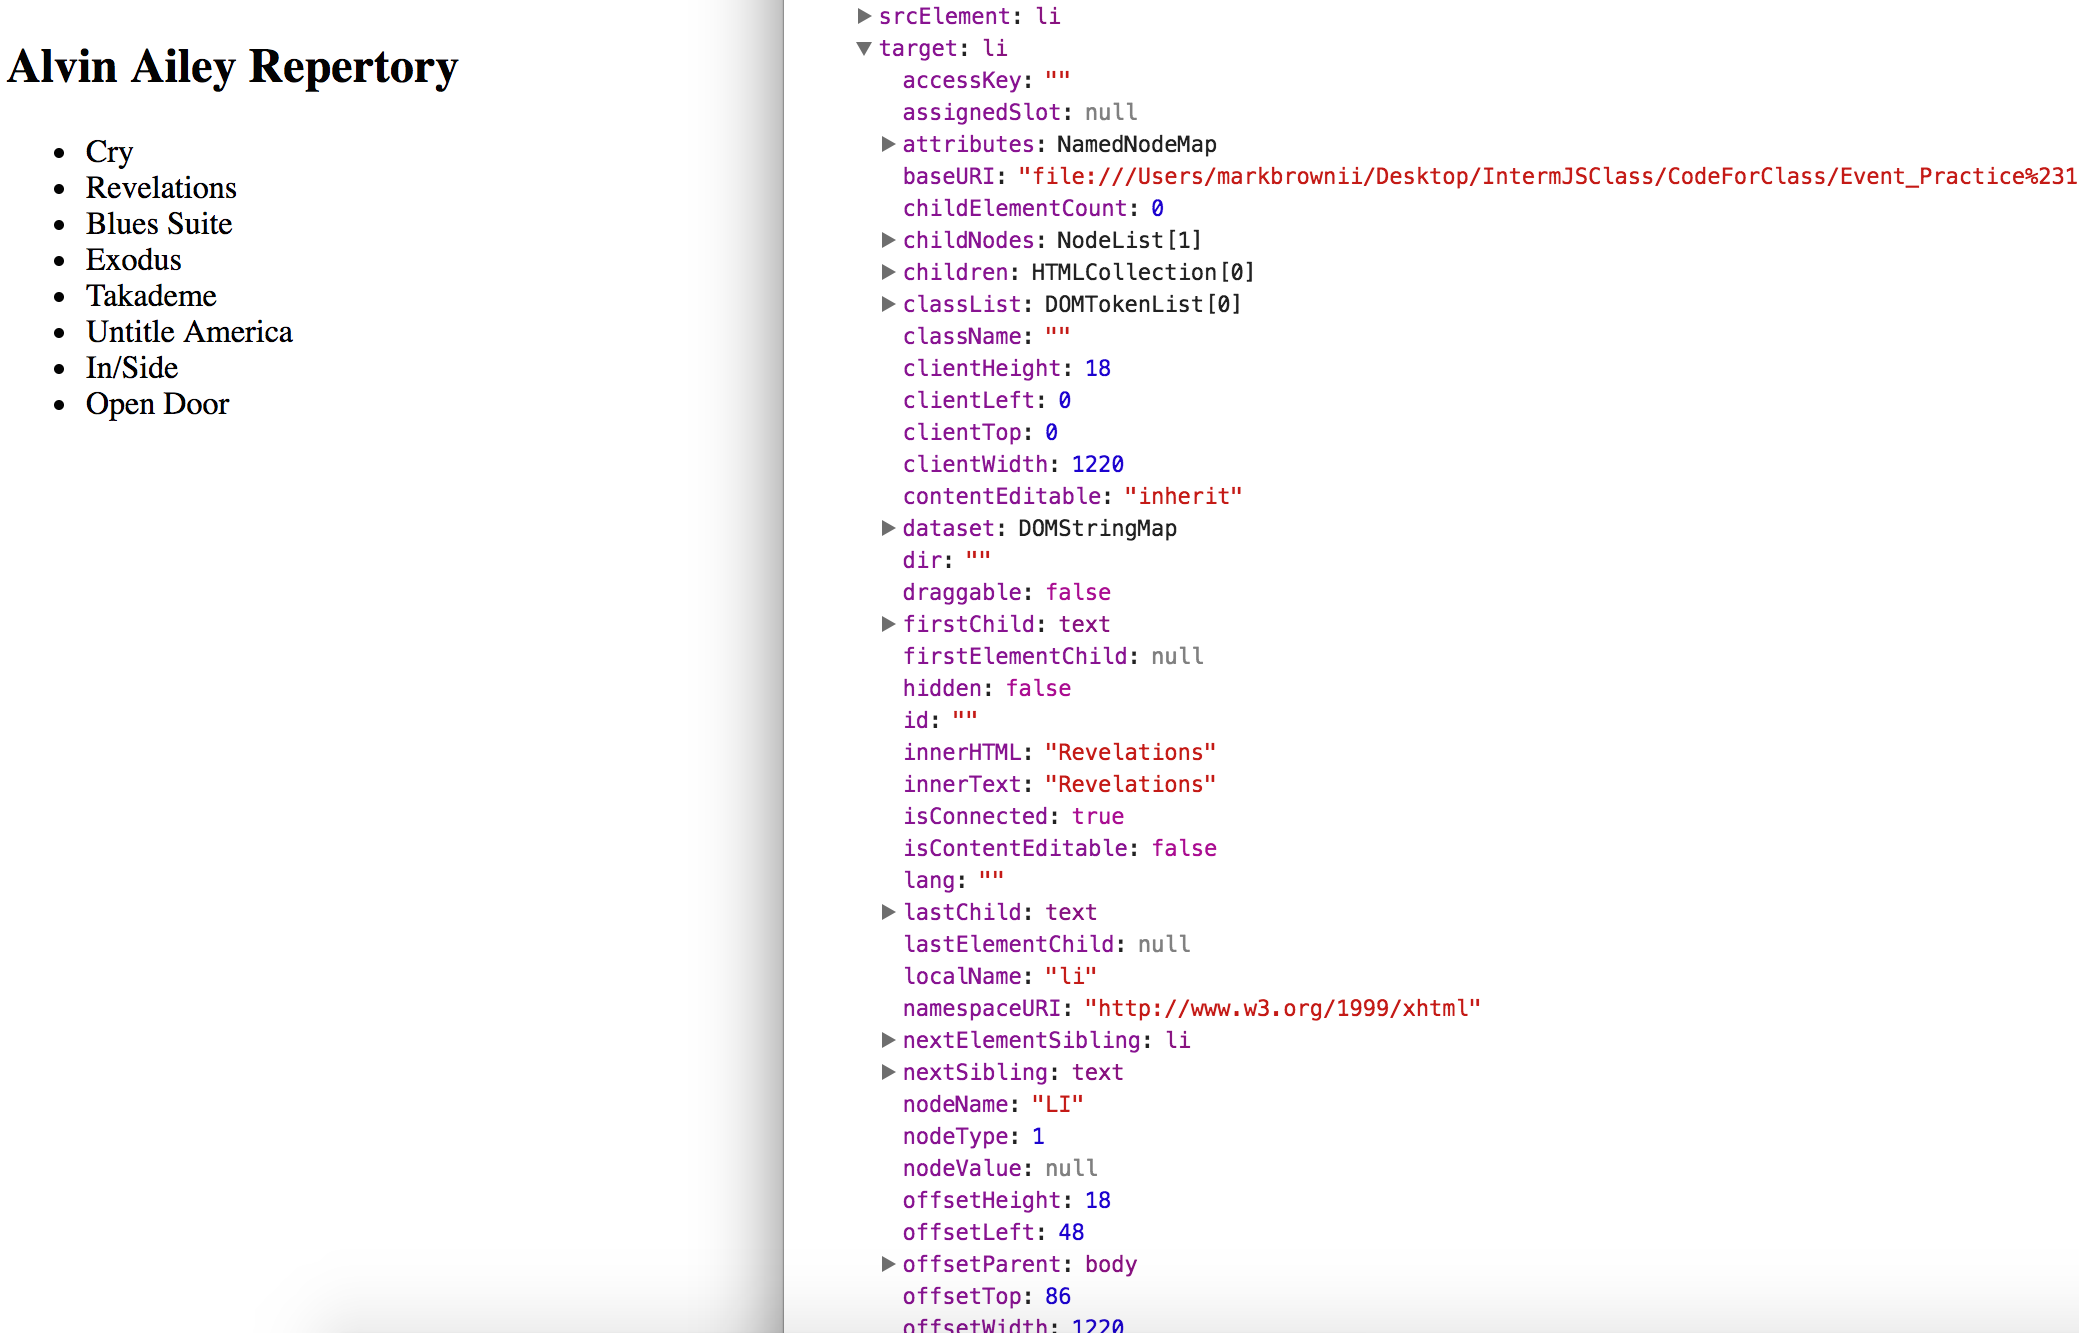 Alvin Ailey Repertory
• Cry
• Revelations
• Blues Suite
• Exodus
• Takademe
• Untitle America
• In/Side
• Open Door
▶ srcElement: li
▼ target: li
accessKey: ""
assignedSlot: null
▶ attributes: NamedNodeMap
baseURI: "file:///Users/markbrownii/Desktop/IntermJSClass/CodeForClass/Event_Practice%231
childElementCount: 0
▶ childNodes: NodeList[1]
▶ children: HTMLCollection[0]
▶ classList: DOMTokenList[0]
className: ""
clientHeight: 18
clientLeft: 0
clientTop: 0
clientWidth: 1220
contentEditable: "inherit"
▶ dataset: DOMStringMap
dir: ""
draggable: false
▶ firstChild: text
firstElementChild: null
hidden: false
id: ""
innerHTML: "Revelations"
innerText: "Revelations"
isConnected: true
isContentEditable: false
lang: ""
▶ lastChild: text
lastElementChild: null
localName: "li"
namespaceURI: "http://www.w3.org/1999/xhtml"
▶ nextElementSibling: li
▶ nextSibling: text
nodeName: "LI"
nodeType: 1
nodeValue: null
offsetHeight: 18
offsetLeft: 48
▶ offsetParent: body
offsetTop: 86
offsetWidth: 1220